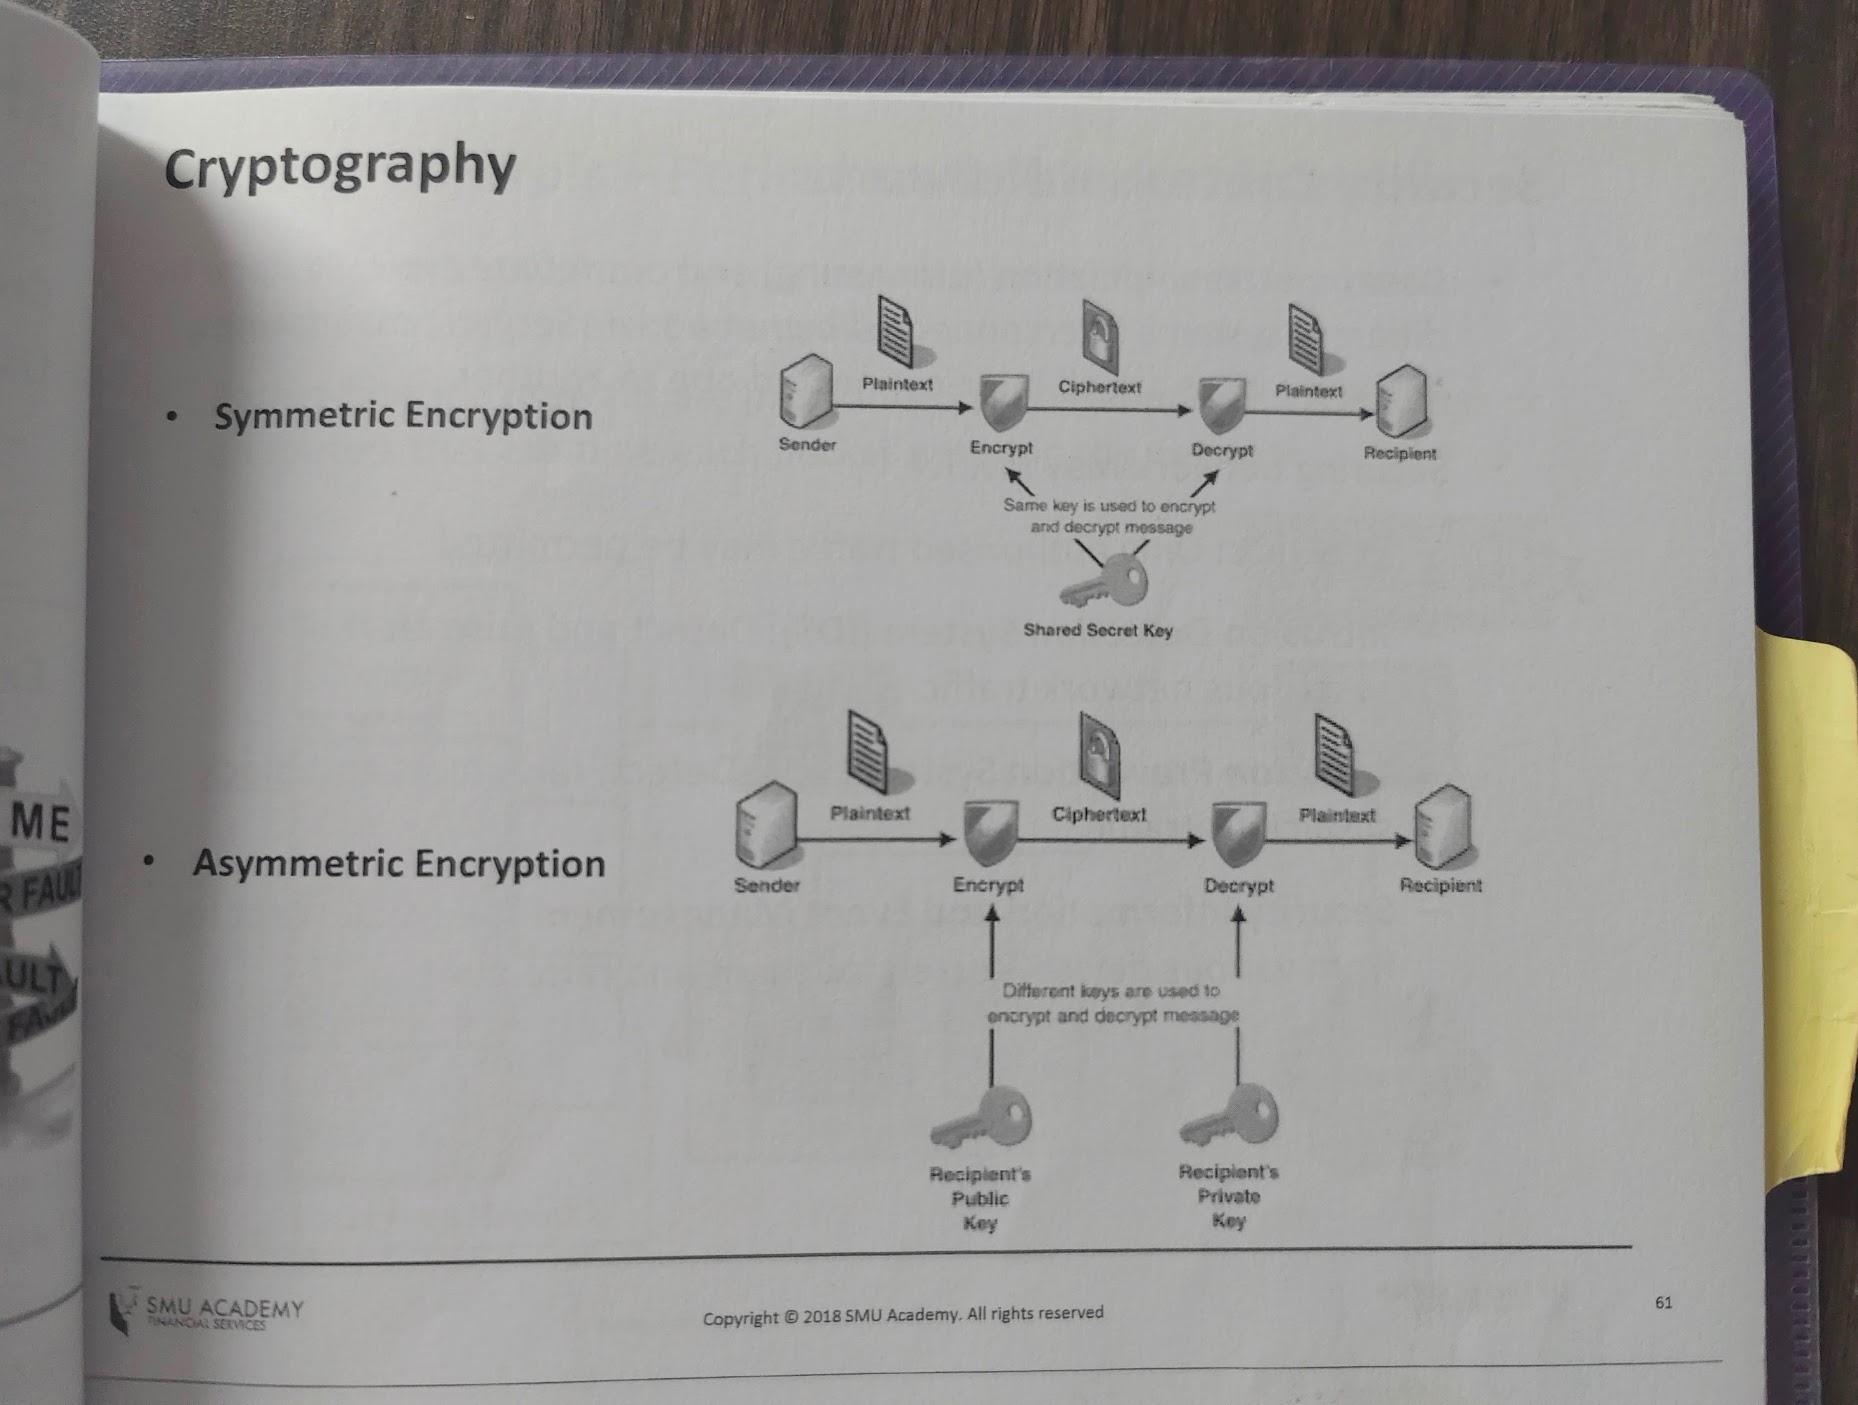 Cryptography
• Symmetric Encryption
Plaintext
Ciphertext
Plaintext
Sender
Encrypt
Decrypt
Recipient
Same key is used to encrypt
and decrypt message
Shared Secret Key
• Asymmetric Encryption
Plaintext
Ciphertext
Plaintext
Sender
Encrypt
Decrypt
Recipient
Different keys are used to
encrypt and decrypt message
Recipient's
Public
Key
Recipient's
Private
Key
SMU ACADEMY
FINANCIAL SERVICES
Copyright © 2018 SMU Academy. All rights reserved
61
ME
FAULT